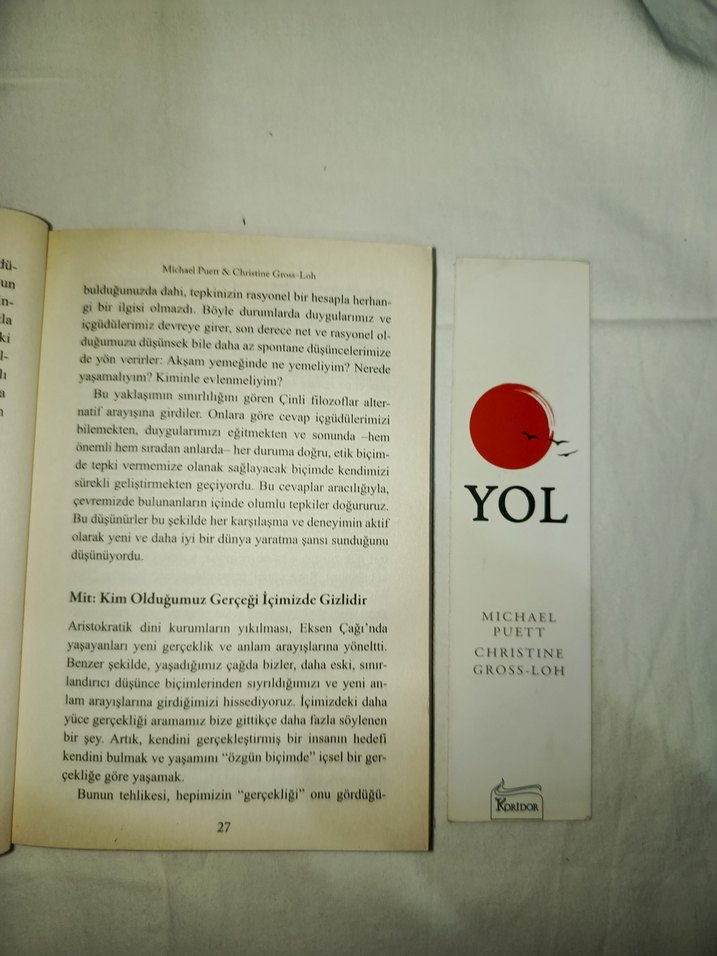 dü-
un
n-
la
ki
l-
lı
a
Michael Puett & Christine Gross-Loh
bulduğunuzda dahi, tepkinizin rasyonel bir hesapla herhan-
gi bir ilgisi olmazdı. Böyle durumlarda duygularımız ve
içgüdülerimiz devreye girer, son derece net ve rasyonel ol-
duğumuzu düşünsek bile daha az spontane düşüncelerimize
de yön verirler: Akşam yemeğinde ne yemeliyim? Nerede
yaşamalıyım? Kiminle evlenmeliyim?
Bu yaklaşımın sınırlılığını gören Çinli filozoflar alter-
natif arayışına girdiler. Onlara göre cevap içgüdülerimizi
bilemekten, duygularımızı eğitmekten ve sonunda –hem
önemli hem sıradan anlarda– her duruma doğru, etik biçim-
de tepki vermemize olanak sağlayacak biçimde kendimizi
sürekli geliştirmekten geçiyordu. Bu cevaplar aracılığıyla,
çevremizde bulunanların içinde olumlu tepkiler doğururuz.
Bu düşünürler bu şekilde her karşılaşma ve deneyimin aktif
olarak yeni ve daha iyi bir dünya yaratma şansı sunduğunu
düşünüyordu.
Mit: Kim Olduğumuz Gerçeği İçimizde Gizlidir
Aristokratik dini kurumların yıkılması, Eksen Çağı’nda
yaşayanları yeni gerçeklik ve anlam arayışlarına yöneltti.
Benzer şekilde, yaşadığımız çağda bizler, daha eski, sınır-
landırıcı düşünce biçimlerinden sıyrıldığımızı ve yeni an-
lam arayışlarına girdiğimizi hissediyoruz. İçimizdeki daha
yüce gerçekliği aramamız bize gittikçe daha fazla söylenen
bir şey. Artık, kendini gerçekleştirmiş bir insanın hedefi
kendini bulmak ve yaşamını “özgün biçimde” içsel bir ger-
çekliğe göre yaşamak.
Bunun tehlikesi, hepimizin “gerçekliği” onu gördüğü-
27
YOL
MICHAEL
PUETT
CHRISTINE
GROSS-LOH
KORİDOR